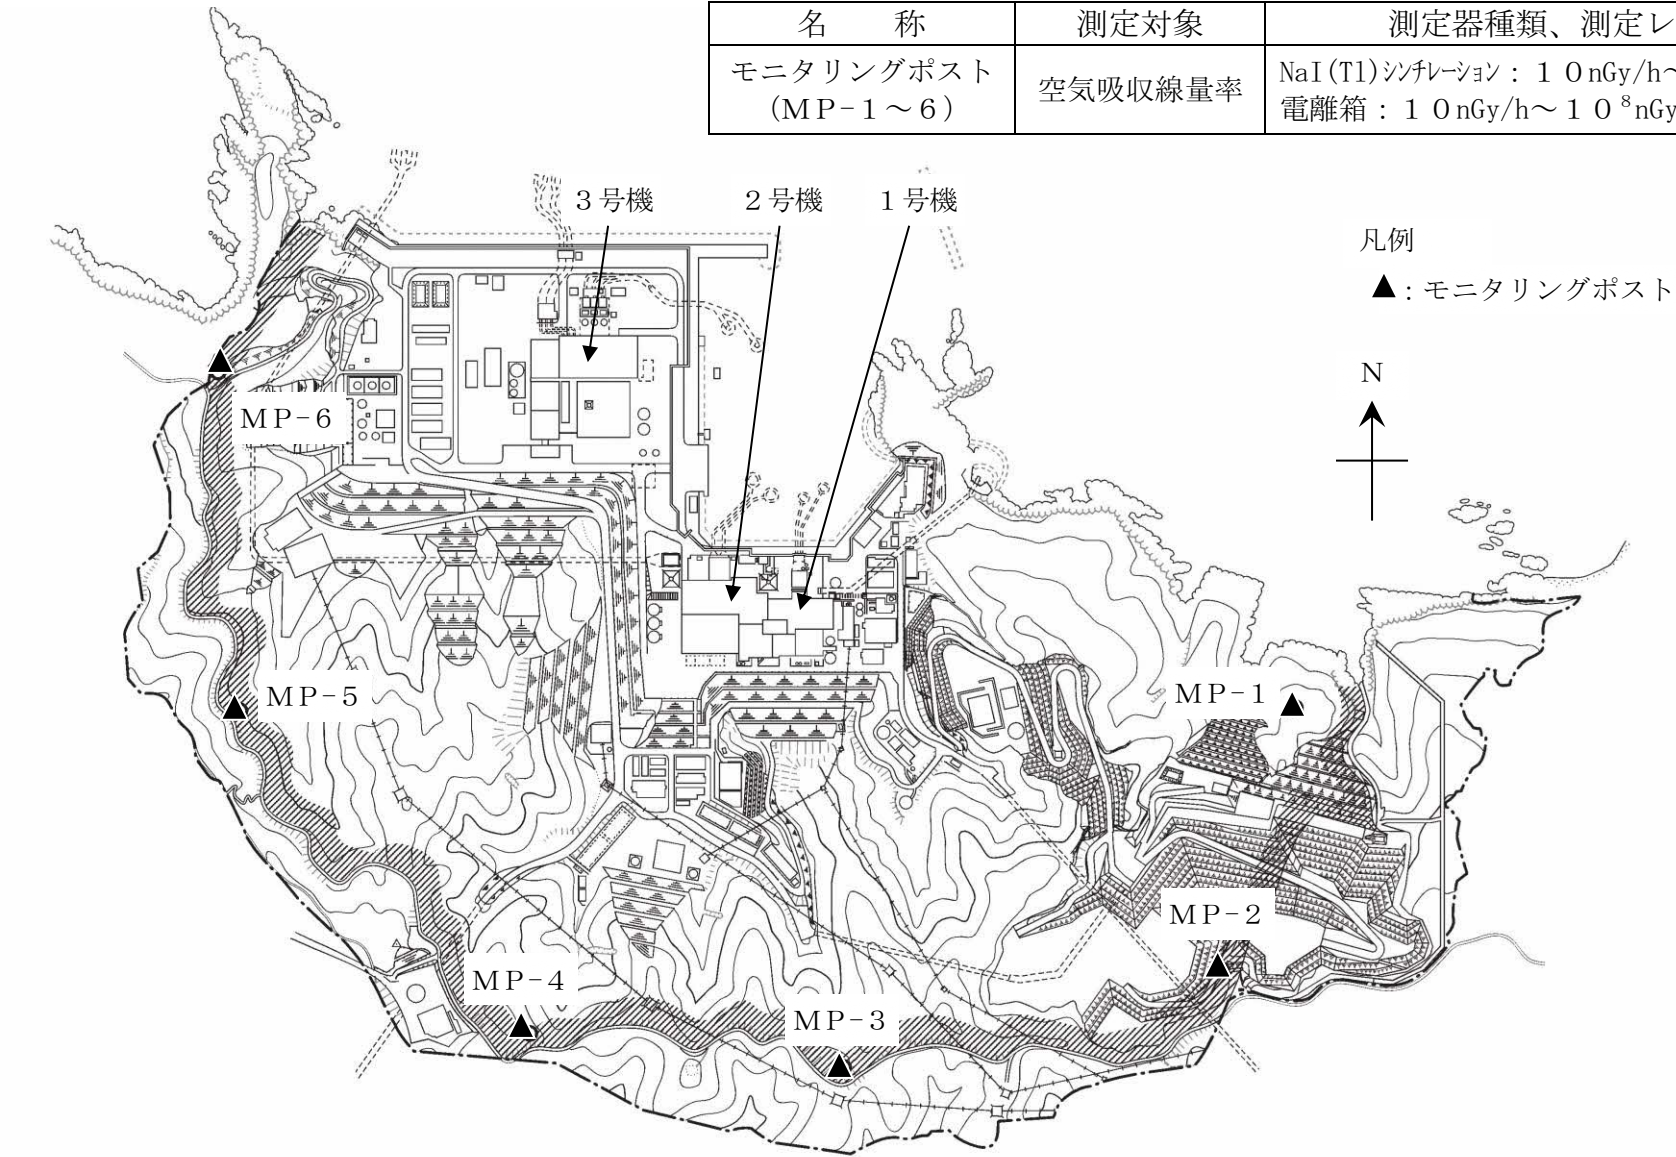 名　　称　測定対象　測定器種類、測定レ
モニタリングポスト
(ＭＰ－１～６)
空気吸収線量率
NaI(Tl)ｼﾝﾁﾚｰｼｮﾝ：１０nGy/h～
電離箱：１０nGy/h～１０⁸nGy
３号機　２号機　１号機
凡例
▲：モニタリングポスト
N
ＭＰ－６
ＭＰ－５
ＭＰ－１
ＭＰ－２
ＭＰ－４
ＭＰ－３